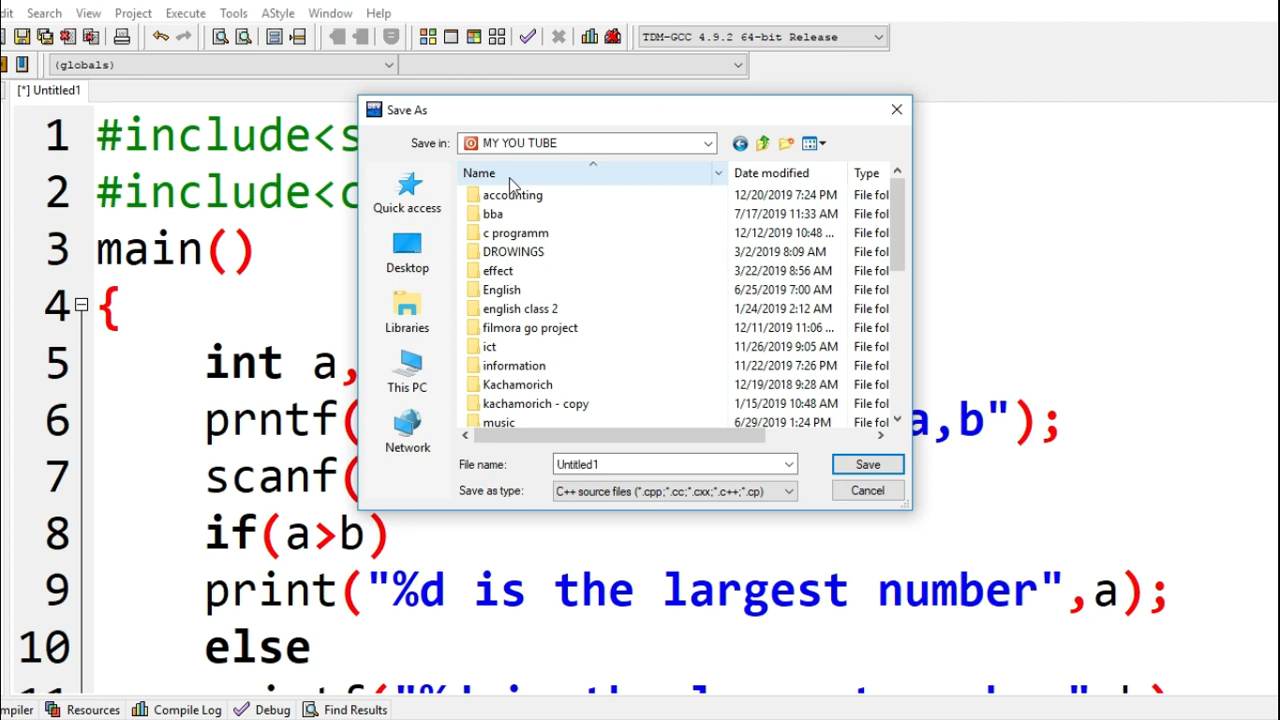 dit Search View Project Execute Tools AStyle Window Help
TDM-GCC 4.9.2 64-bit Release
(globals)
[*] Untitled1
Save As
Save in: MY YOU TUBE
Name Date modified Type
accounting 12/20/2019 7:24 PM File fol
bba 7/17/2019 11:33 AM File fol
c programm 12/12/2019 10:48 ... File fol
DROWINGS 3/2/2019 8:09 AM File fol
effect 3/22/2019 8:56 AM File fol
English 6/25/2019 7:00 AM File fol
english class 2 1/24/2019 2:12 AM File fol
filmora go project 12/11/2019 11:06 ... File fol
ict 11/26/2019 9:05 AM File fol
information 11/22/2019 7:26 PM File fol
Kachamorich 12/19/2018 9:28 AM File fol
kachamorich - copy 1/15/2019 10:48 AM File fol
music 6/29/2019 1:24 PM File fol
Quick access
Desktop
Libraries
This PC
Network
File name: Untitled1 Save
Save as type: C++ source files (*.cpp;*.cc;*.cxx;*.c++;*.cp) Cancel
1 #include<s
2 #include<c
3 main()
4 {
5 int a,
6 prntf( a,b");
7 scanf(
8 if(a>b)
9 print("%d is the largest number",a);
10 else
mpiler Resources Compile Log Debug Find Results